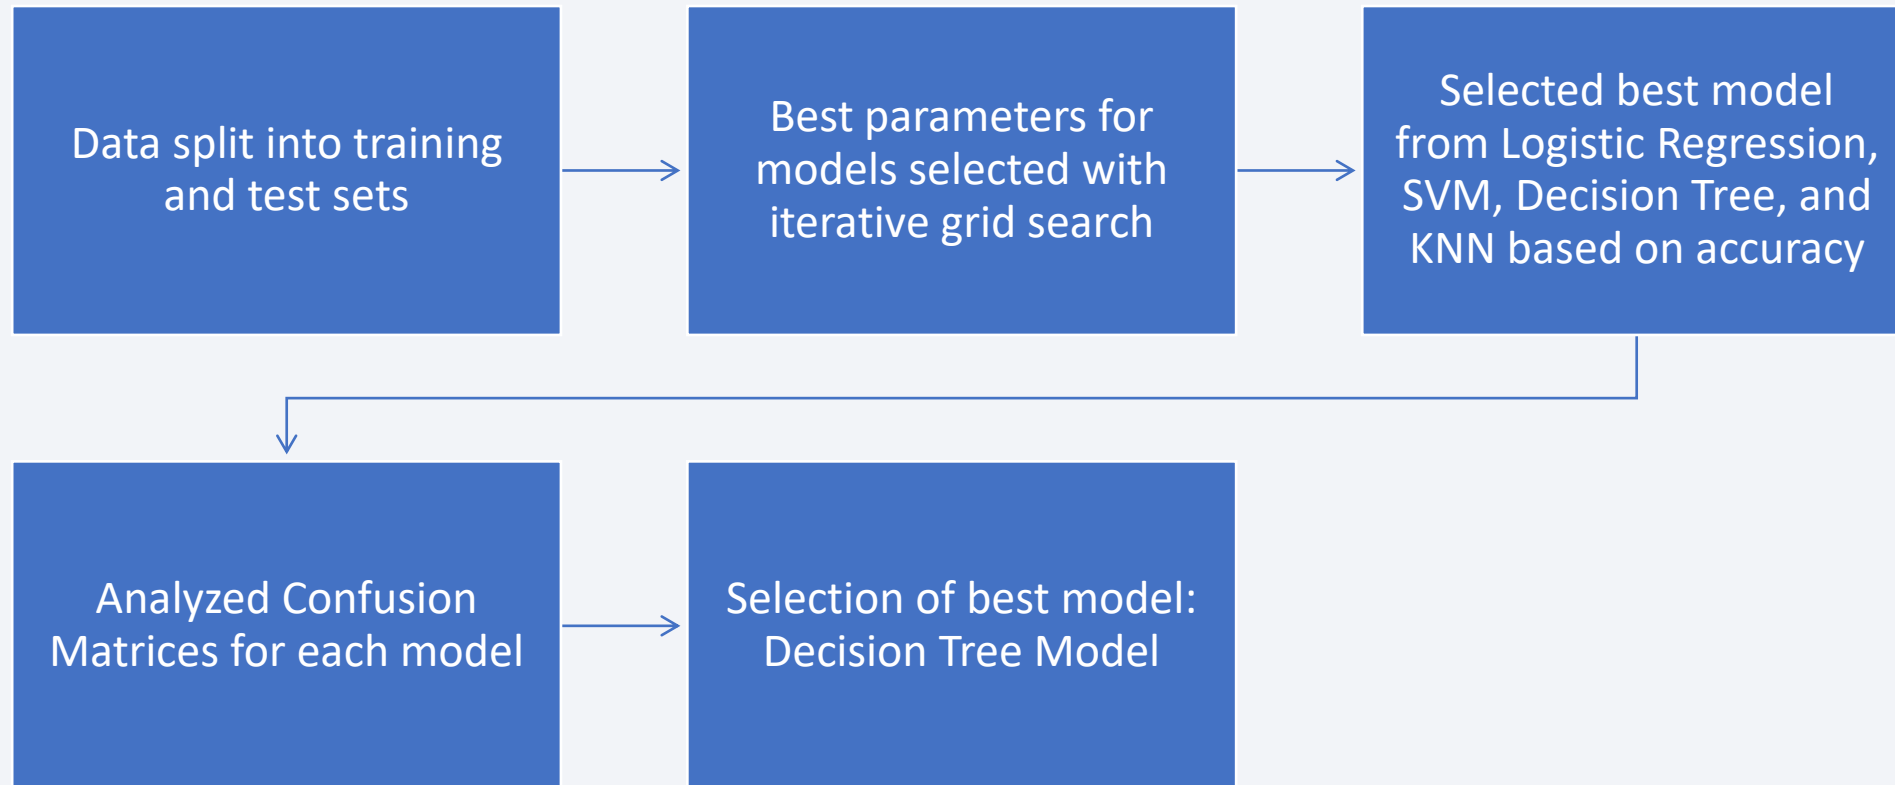 Data split into training
and test sets
Best parameters for
models selected with
iterative grid search
Selected best model
from Logistic Regression,
SVM, Decision Tree, and
KNN based on accuracy
Analyzed Confusion
Matrices for each model
Selection of best model:
Decision Tree Model